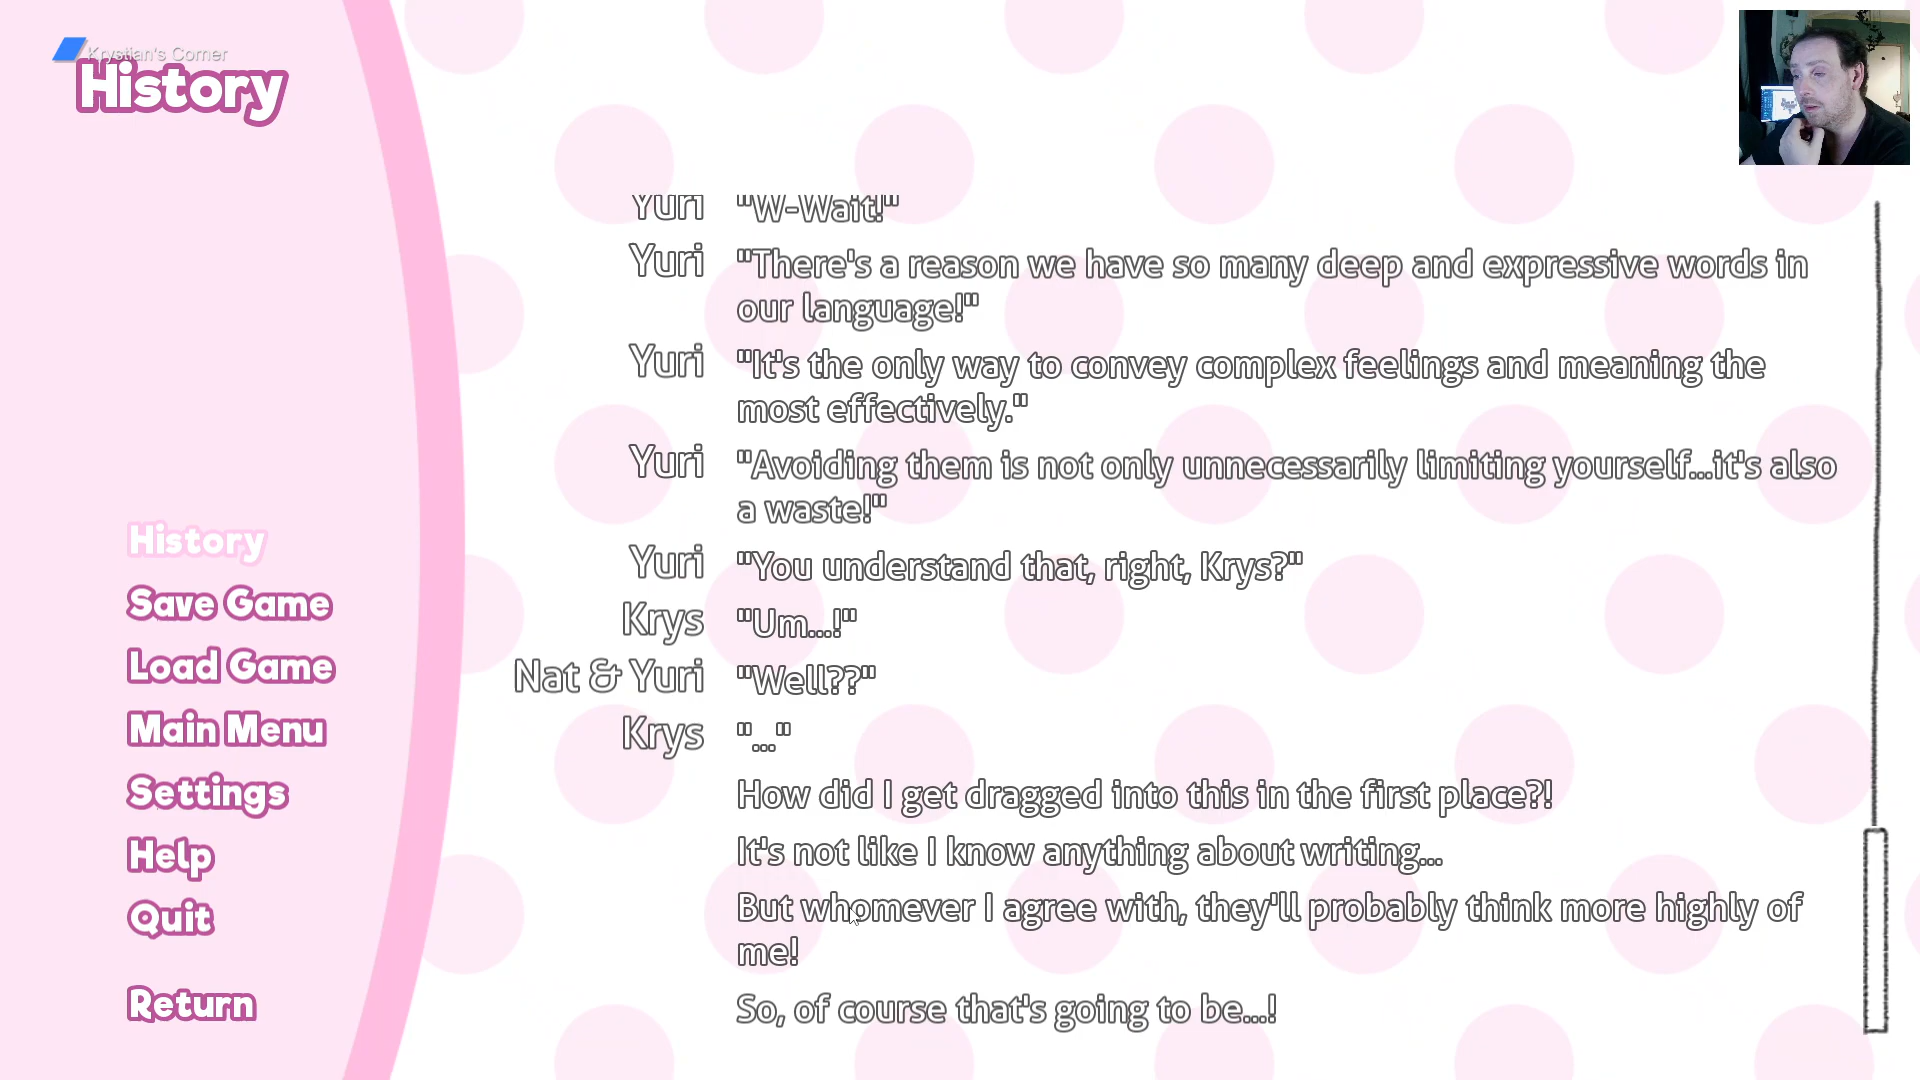 Krystian's Corner
History
Yuri "W-Wait!"
Yuri "There's a reason we have so many deep and expressive words in
our language!"
Yuri "It's the only way to convey complex feelings and meaning the
most effectively."
Yuri "Avoiding them is not only unnecessarily limiting yourself...it's also
a waste!"
Yuri "You understand that, right, Krys?"
Krys "Um...!"
Nat & Yuri "Well??"
Krys "..."
How did I get dragged into this in the first place?!
It's not like I know anything about writing...
But whomever I agree with, they'll probably think more highly of
me!
So, of course that's going to be...!
History
Save Game
Load Game
Main Menu
Settings
Help
Quit
Return